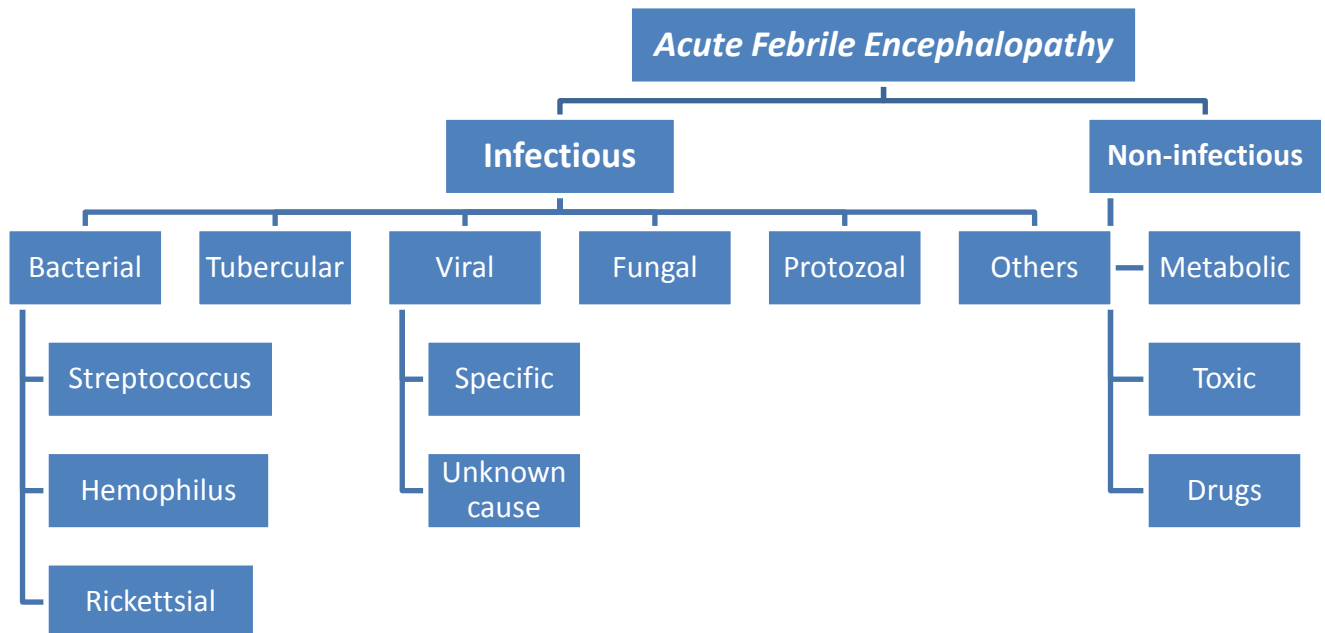 Acute Febrile Encephalopathy
Infectious
Non-infectious
Bacterial
Tubercular
Viral
Fungal
Protozoal
Others
Metabolic
Streptococcus
Specific
Toxic
Hemophilus
Unknown
cause
Drugs
Rickettsial